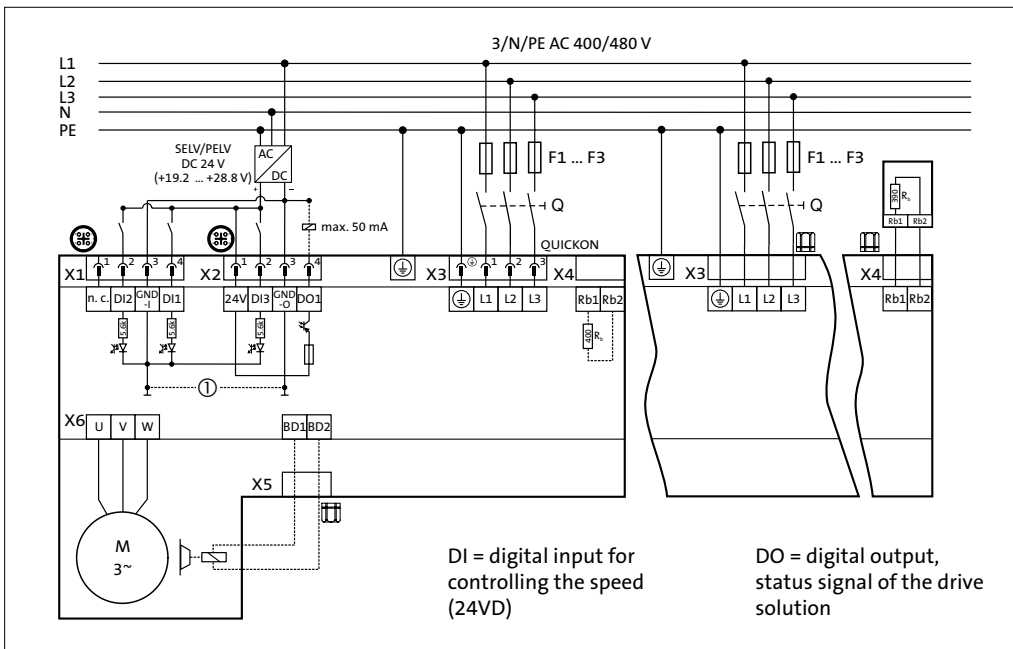 3/N/PE AC 400/480 V
L1
L2
L3
N
PE
SELV/PELV
DC 24 V
(+19.2 ... +28.8 V)
AC
DC
+ −
F1 ... F3
F1 ... F3
Q
Q
max. 50 mA
390 Rb
Rb1 Rb2
QUICKON
X1 1 2 3 4
X2 1 2 3 4
X3 1 2 3
X4
X3
X4
n. c. DI2 GND-I DI1
24V DI3 GND-O DO1
L1 L2 L3
Rb1 Rb2
L1 L2 L3
Rb1 Rb2
5.6k 5.6k 5.6k
400 Rb
1
X6 U V W
BD1 BD2
X5
M
3~
DI = digital input for
controlling the speed
(24VD)
DO = digital output,
status signal of the drive
solution